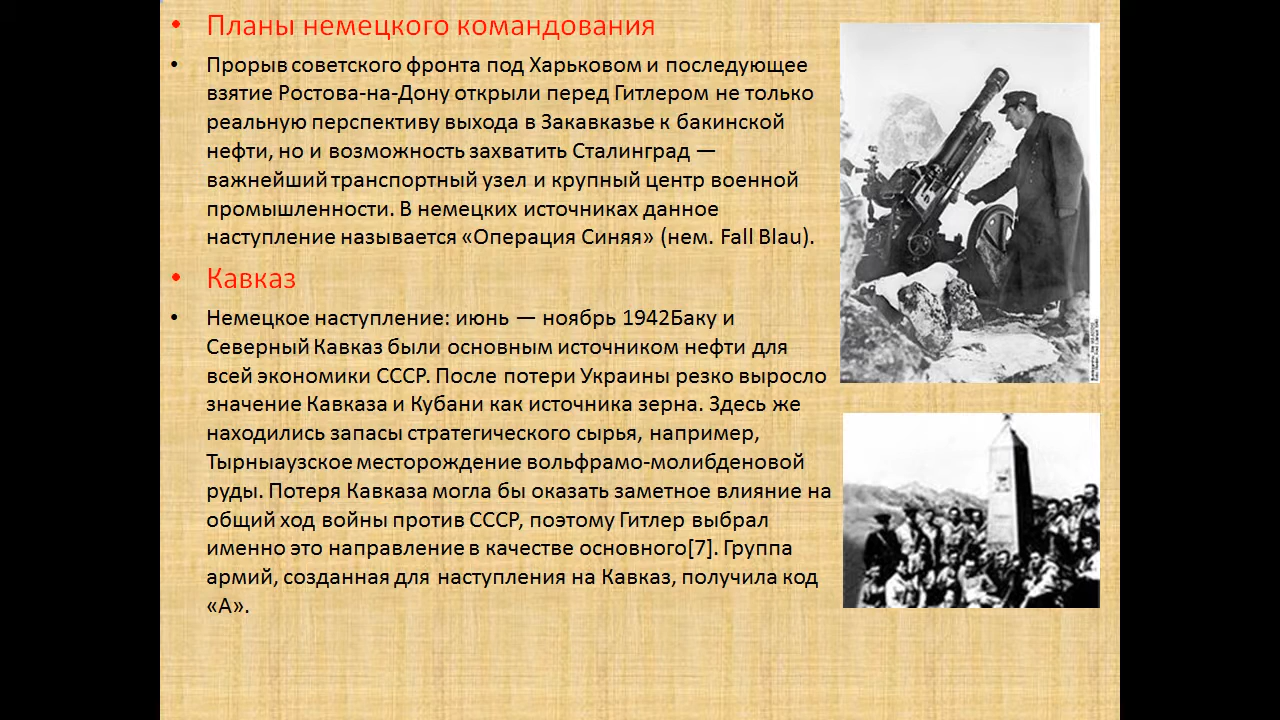 • Планы немецкого командования
• Прорыв советского фронта под Харьковом и последующее
взятие Ростова-на-Дону открыли перед Гитлером не только
реальную перспективу выхода в Закавказье к бакинской
нефти, но и возможность захватить Сталинград —
важнейший транспортный узел и крупный центр военной
промышленности. В немецких источниках данное
наступление называется «Операция Синяя» (нем. Fall Blau).
• Кавказ
• Немецкое наступление: июнь — ноябрь 1942Баку и
Северный Кавказ были основным источником нефти для
всей экономики СССР. После потери Украины резко выросло
значение Кавказа и Кубани как источника зерна. Здесь же
находились запасы стратегического сырья, например,
Тырныаузское месторождение вольфрамо-молибденовой
руды. Потеря Кавказа могла бы оказать заметное влияние на
общий ход войны против СССР, поэтому Гитлер выбрал
именно это направление в качестве основного[7]. Группа
армий, созданная для наступления на Кавказ, получила код
«А».